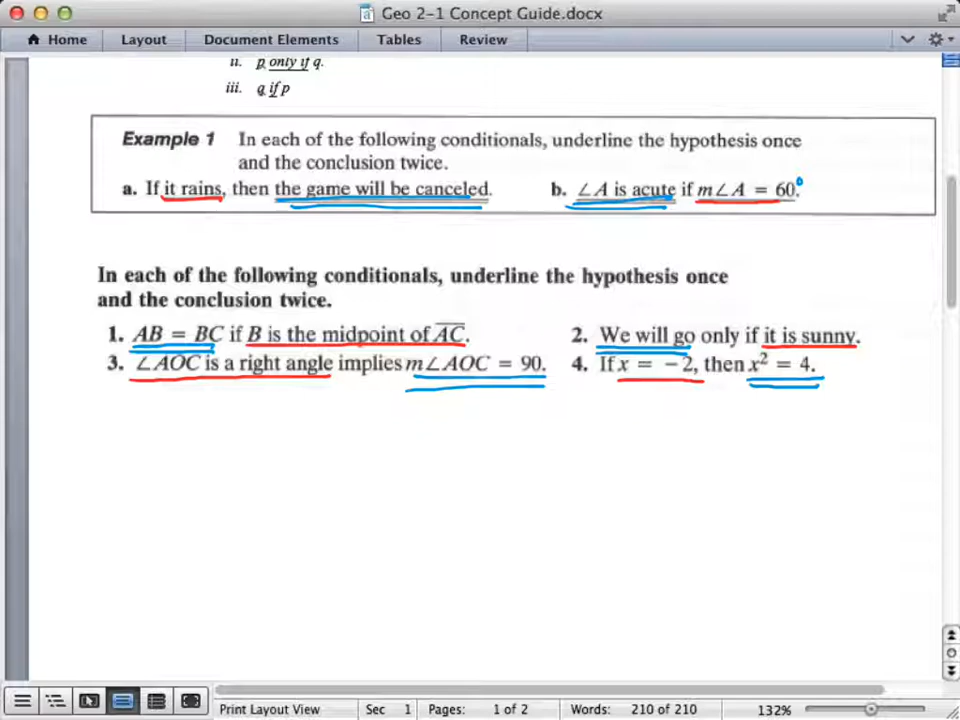 Geo 2-1 Concept Guide.docx
Home Layout Document Elements Tables Review
ii. p only if q.
iii. q if p
Example 1 In each of the following conditionals, underline the hypothesis once
and the conclusion twice.
a. If it rains, then the game will be canceled. b. ∠A is acute if m∠A = 60.°
In each of the following conditionals, underline the hypothesis once
and the conclusion twice.
1. AB = BC if B is the midpoint of A̅C̅. 2. We will go only if it is sunny.
3. ∠AOC is a right angle implies m∠AOC = 90. 4. If x = −2, then x² = 4.
Print Layout View Sec 1 Pages: 1 of 2 Words: 210 of 210 132%